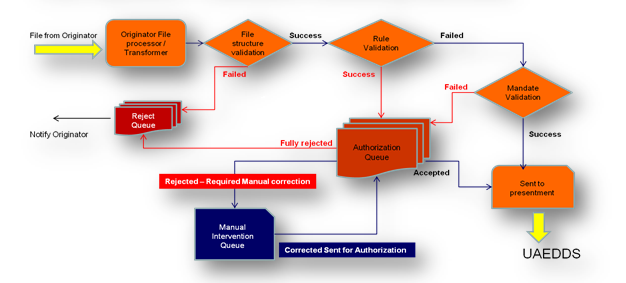 File from Originator
Originator File
processor /
Transformer
File
structure
validation
Success
Rule
Validation
Failed
Failed
Success
Failed
Mandate
Validation
Reject
Queue
Notify Originator
Success
Fully rejected
Authorization
Queue
Accepted
Rejected – Required Manual correction
Sent to
presentment
Manual
Intervention
Queue
Corrected Sent for Authorization
UAEDDS